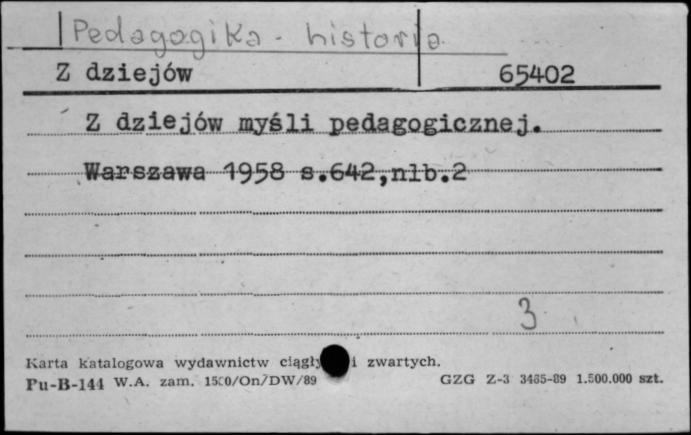 Pedagogika - historia
Z dziejów 65402
Z dziejów myśli pedagogicznej.
Warszawa 1958 s.642,nlb.2
3
Karta katalogowa wydawnictw i zwartych.
Pu-B-144 W.A. zam. 1500/On/DW/89 GZG Z-3 3465-89 1.500.000 szt.